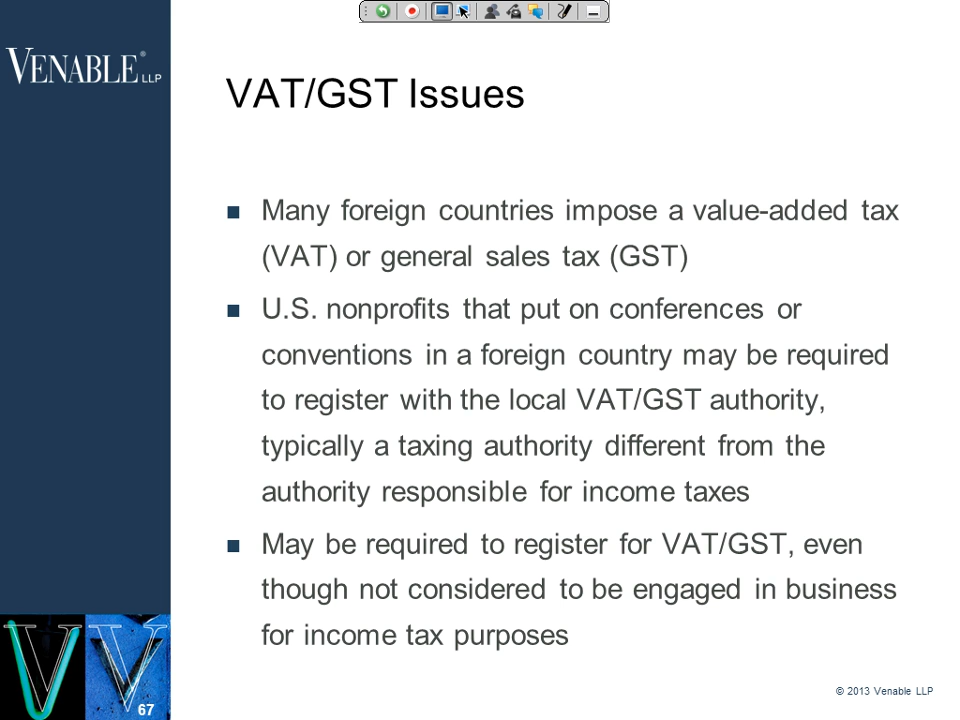 VENABLE® LLP
VAT/GST Issues
Many foreign countries impose a value-added tax
(VAT) or general sales tax (GST)
U.S. nonprofits that put on conferences or
conventions in a foreign country may be required
to register with the local VAT/GST authority,
typically a taxing authority different from the
authority responsible for income taxes
May be required to register for VAT/GST, even
though not considered to be engaged in business
for income tax purposes
© 2013 Venable LLP
67